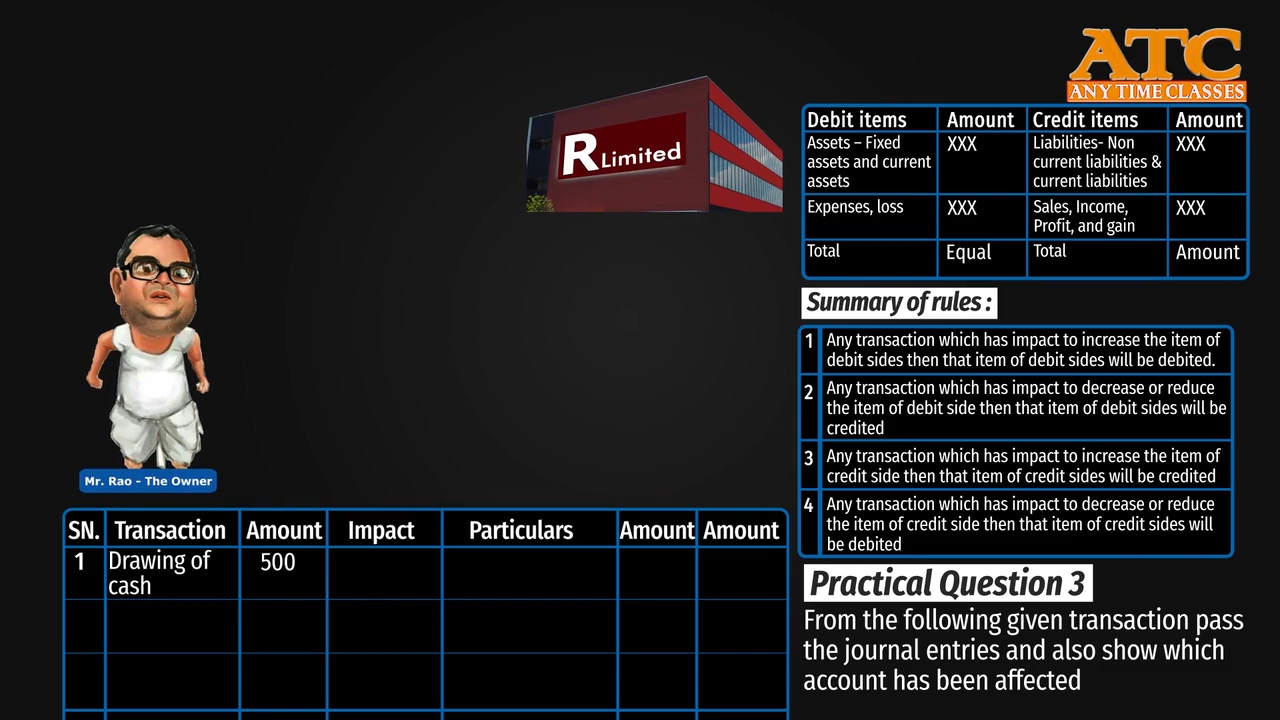 ATC
ANY TIME CLASSES
R Limited
Debit items Amount Credit items Amount
Assets – Fixed assets and current assets XXX Liabilities- Non current liabilities & current liabilities XXX
Expenses, loss XXX Sales, Income, Profit, and gain XXX
Total Equal Total Amount
Summary of rules :
1 Any transaction which has impact to increase the item of
debit sides then that item of debit sides will be debited.
2 Any transaction which has impact to decrease or reduce
the item of debit side then that item of debit sides will be
credited
3 Any transaction which has impact to increase the item of
credit side then that item of credit sides will be credited
4 Any transaction which has impact to decrease or reduce
the item of credit side then that item of credit sides will
be debited
Mr. Rao - The Owner
SN. Transaction Amount Impact Particulars Amount Amount
1 Drawing of cash 500
Practical Question 3
From the following given transaction pass
the journal entries and also show which
account has been affected